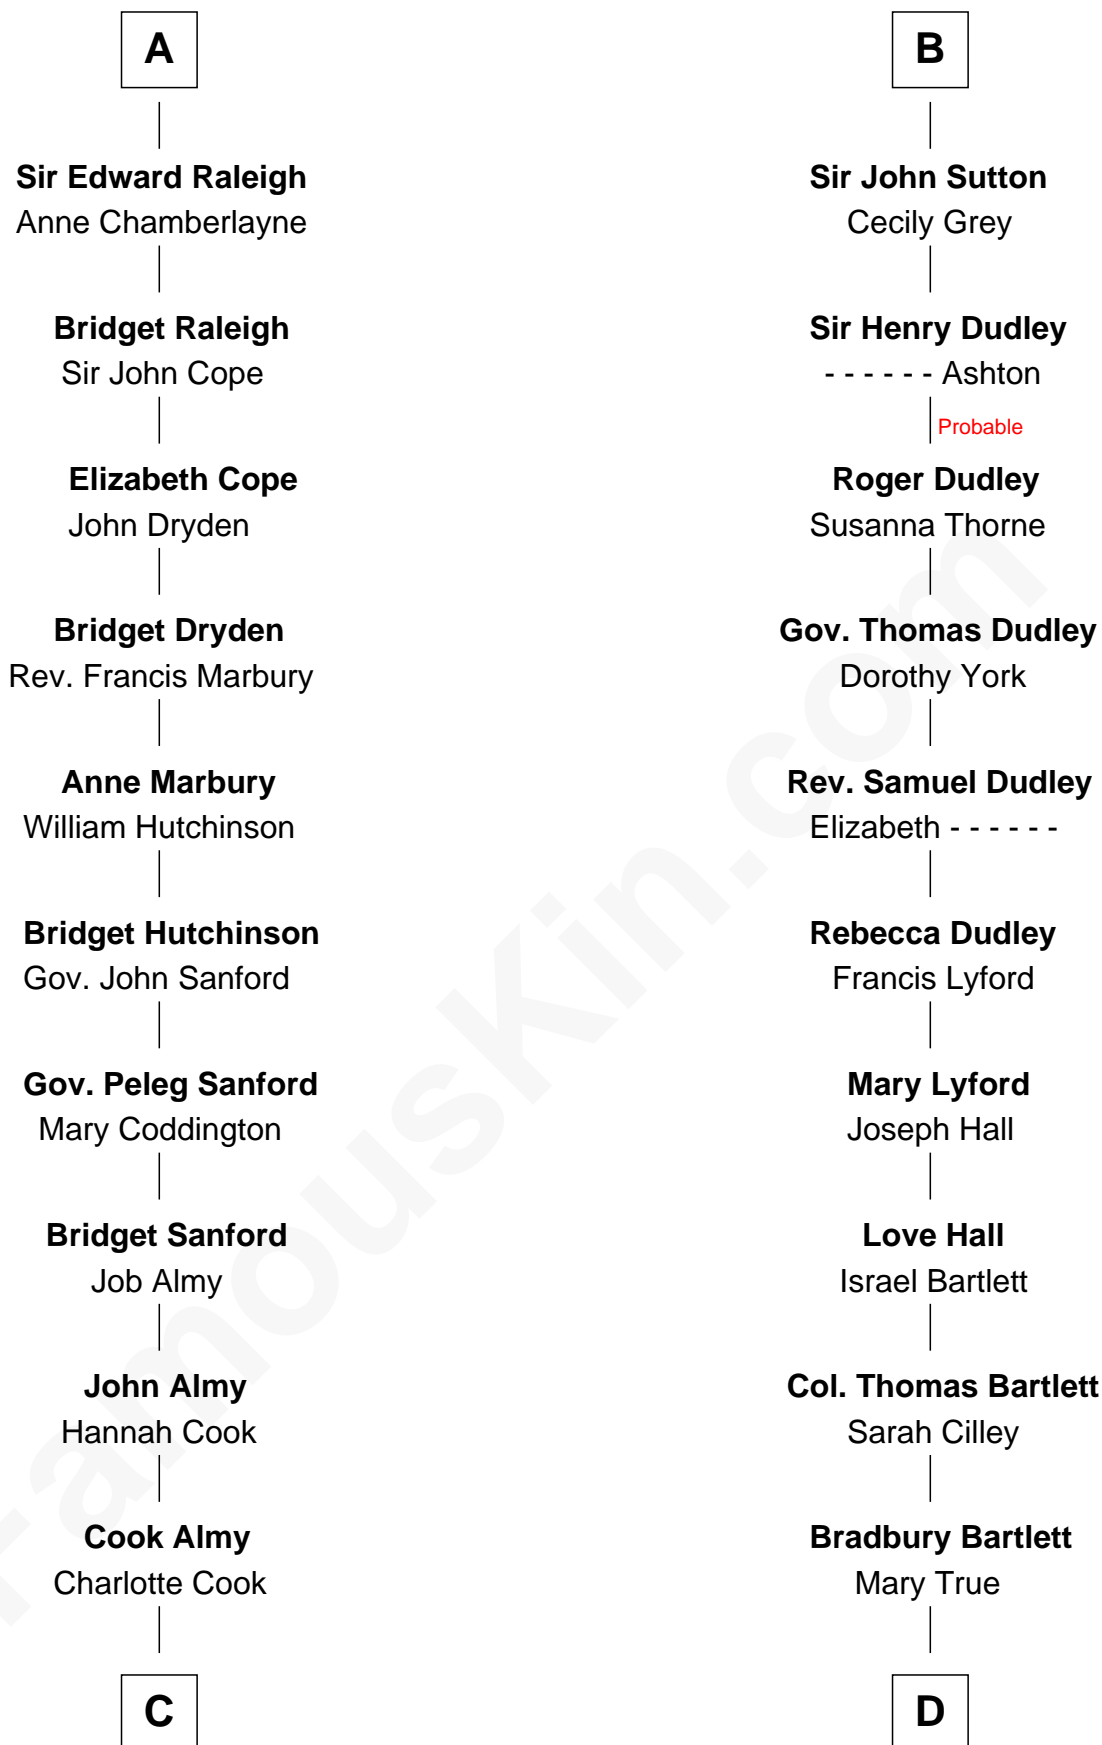 A
Sir Edward Raleigh
Anne Chamberlayne
Bridget Raleigh
Sir John Cope
Elizabeth Cope
John Dryden
Bridget Dryden
Rev. Francis Marbury
Anne Marbury
William Hutchinson
Bridget Hutchinson
Gov. John Sanford
Gov. Peleg Sanford
Mary Coddington
Bridget Sanford
Job Almy
John Almy
Hannah Cook
Cook Almy
Charlotte Cook
C
B
Sir John Sutton
Cecily Grey
Sir Henry Dudley
- - - - - - Ashton
Probable
Roger Dudley
Susanna Thorne
Gov. Thomas Dudley
Dorothy York
Rev. Samuel Dudley
Elizabeth - - - - - -
Rebecca Dudley
Francis Lyford
Mary Lyford
Joseph Hall
Love Hall
Israel Bartlett
Col. Thomas Bartlett
Sarah Cilley
Bradbury Bartlett
Mary True
D
FamousKin.com